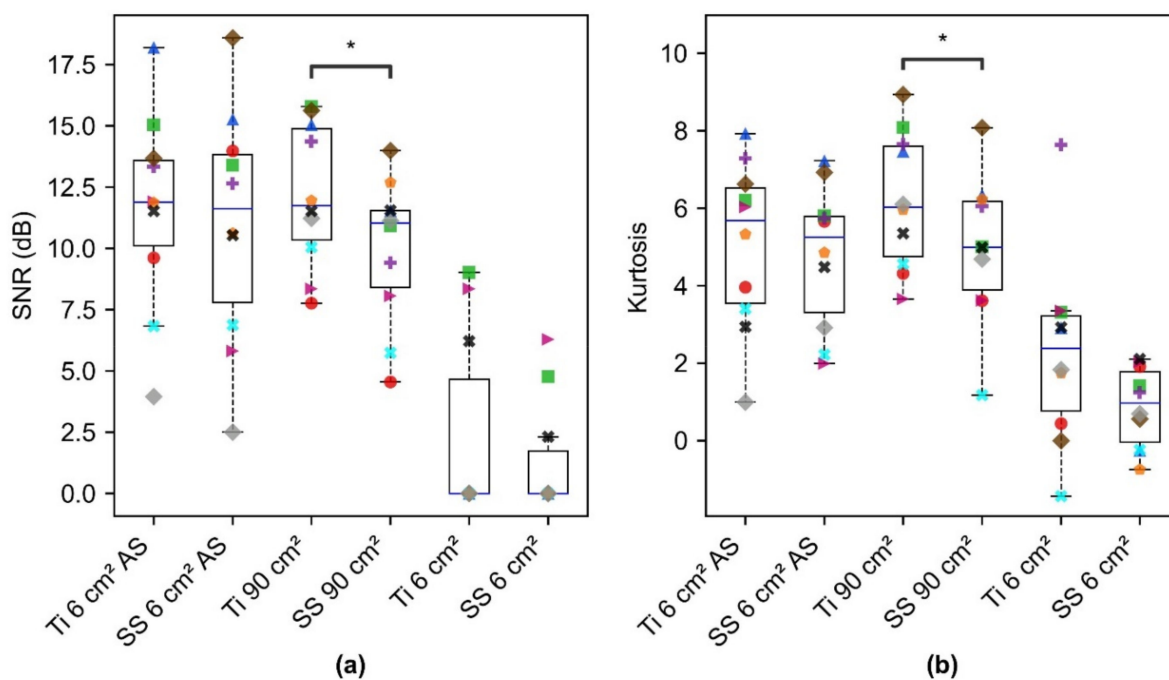 *
*
SNR (dB)
17.5
15.0
12.5
10.0
7.5
5.0
2.5
0.0
Ti 6 cm² AS
SS 6 cm² AS
Ti 90 cm²
SS 90 cm²
Ti 6 cm²
SS 6 cm²
(a)
Kurtosis
10
8
6
4
2
0
Ti 6 cm² AS
SS 6 cm² AS
Ti 90 cm²
SS 90 cm²
Ti 6 cm²
SS 6 cm²
(b)